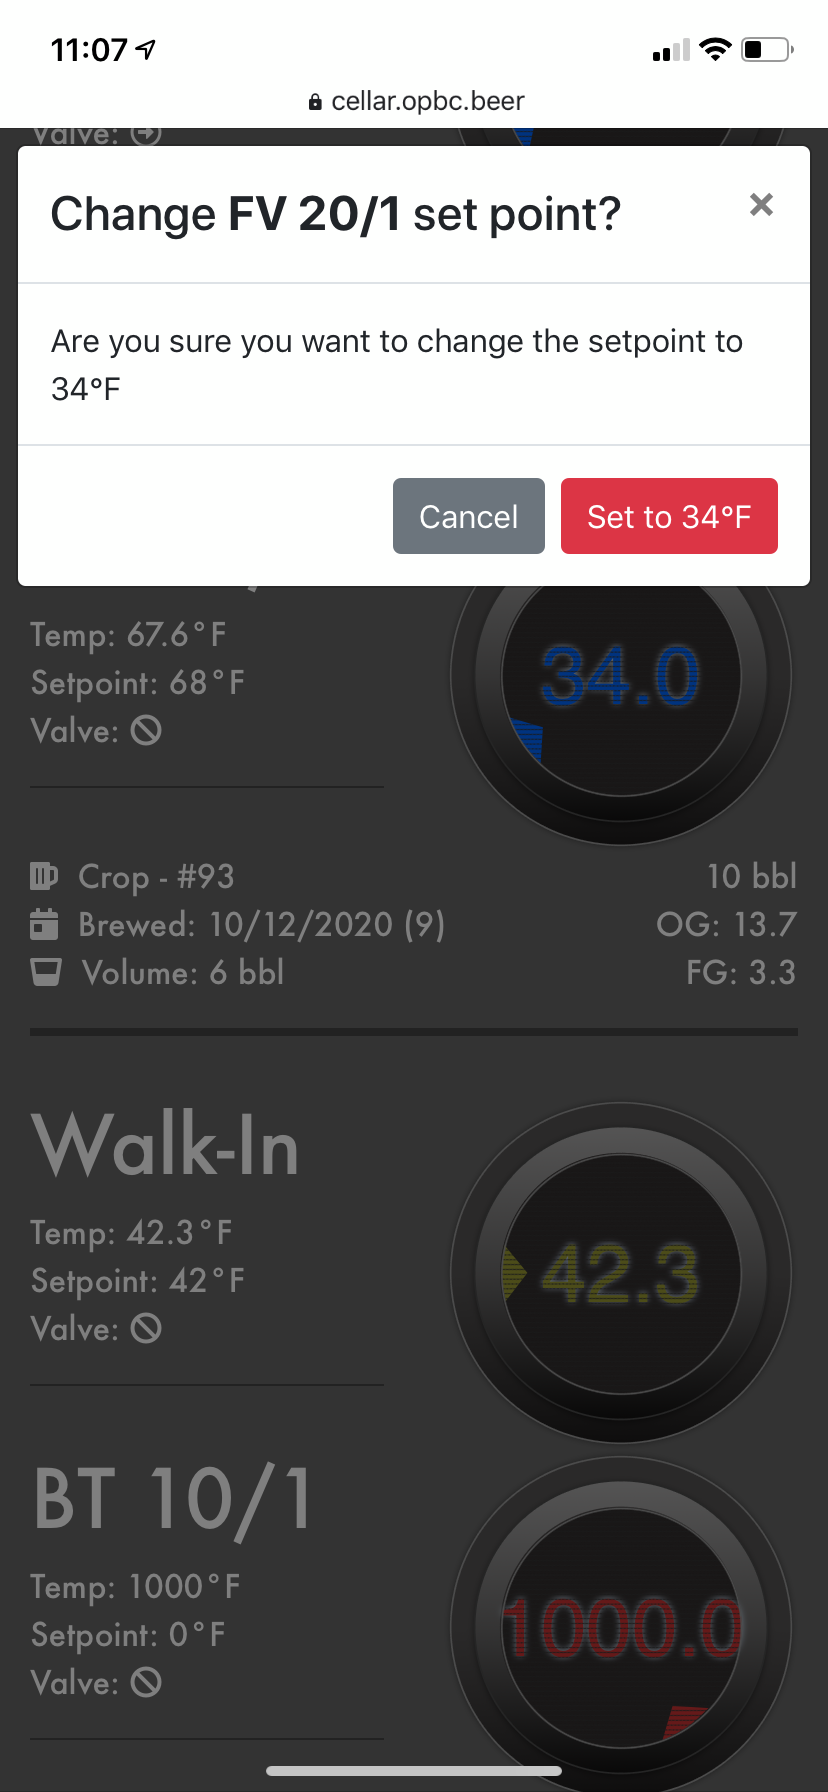 11:07
cellar.opbc.beer
Valve:
Change FV 20/1 set point?
×
Are you sure you want to change the setpoint to
34°F
Cancel
Set to 34°F
Temp: 67.6°F
Setpoint: 68°F
Valve:
34.0
Crop - #93
10 bbl
Brewed: 10/12/2020 (9)
OG: 13.7
Volume: 6 bbl
FG: 3.3
Walk-In
Temp: 42.3°F
Setpoint: 42°F
Valve:
42.3
BT 10/1
Temp: 1000°F
Setpoint: 0°F
Valve:
1000.0